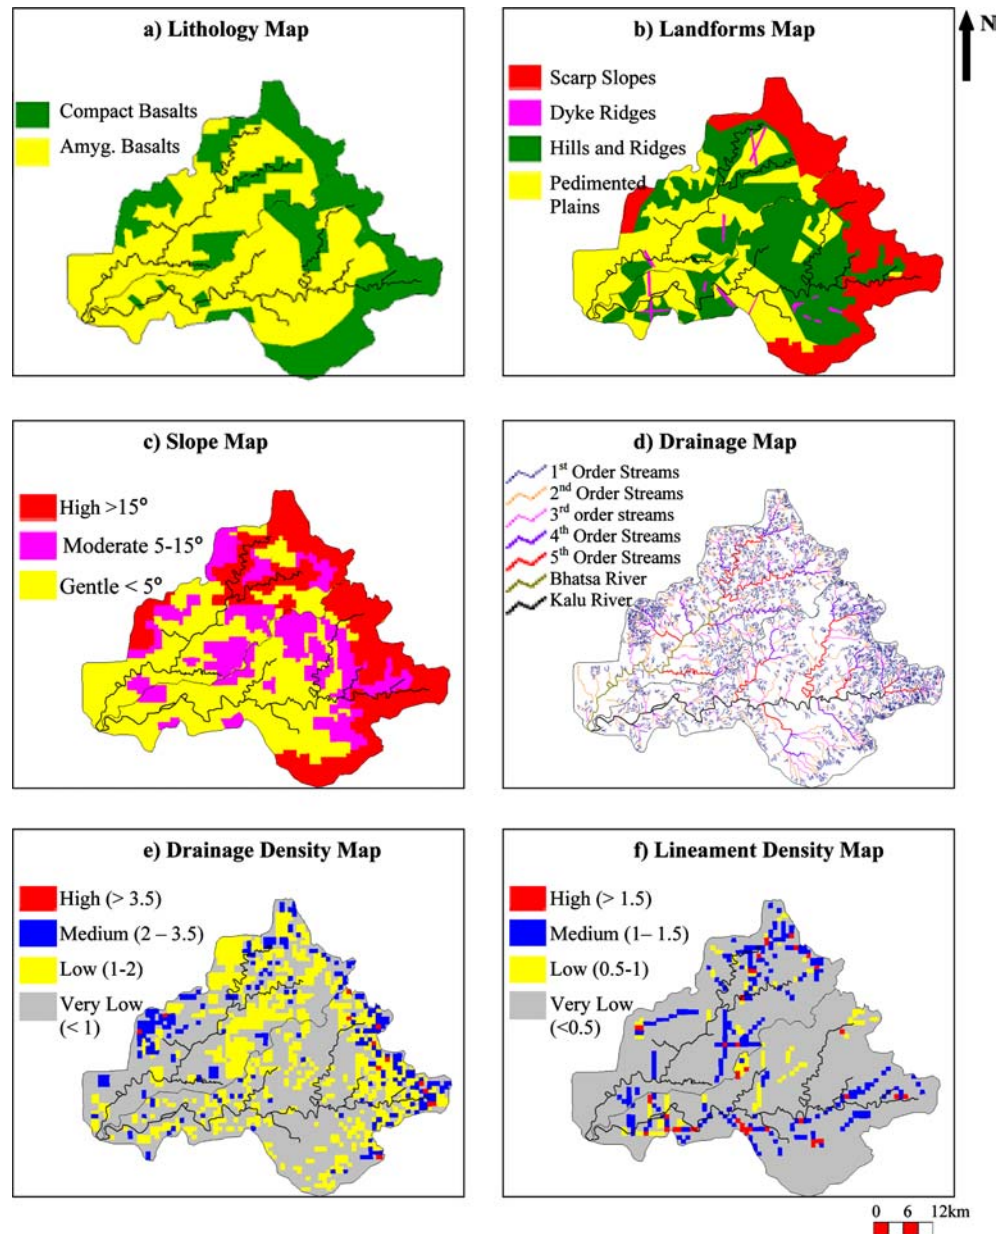 a) Lithology Map
Compact Basalts
Amyg. Basalts
b) Landforms Map
N
Scarp Slopes
Dyke Ridges
Hills and Ridges
Pedimented
Plains
c) Slope Map
High >15°
Moderate 5-15°
Gentle < 5°
d) Drainage Map
1st Order Streams
2nd Order Streams
3rd order streams
4th Order Streams
5th Order Streams
Bhatsa River
Kalu River
e) Drainage Density Map
High (> 3.5)
Medium (2 – 3.5)
Low (1-2)
Very Low
(< 1)
f) Lineament Density Map
High (> 1.5)
Medium (1– 1.5)
Low (0.5-1)
Very Low
(<0.5)
0 6 12km